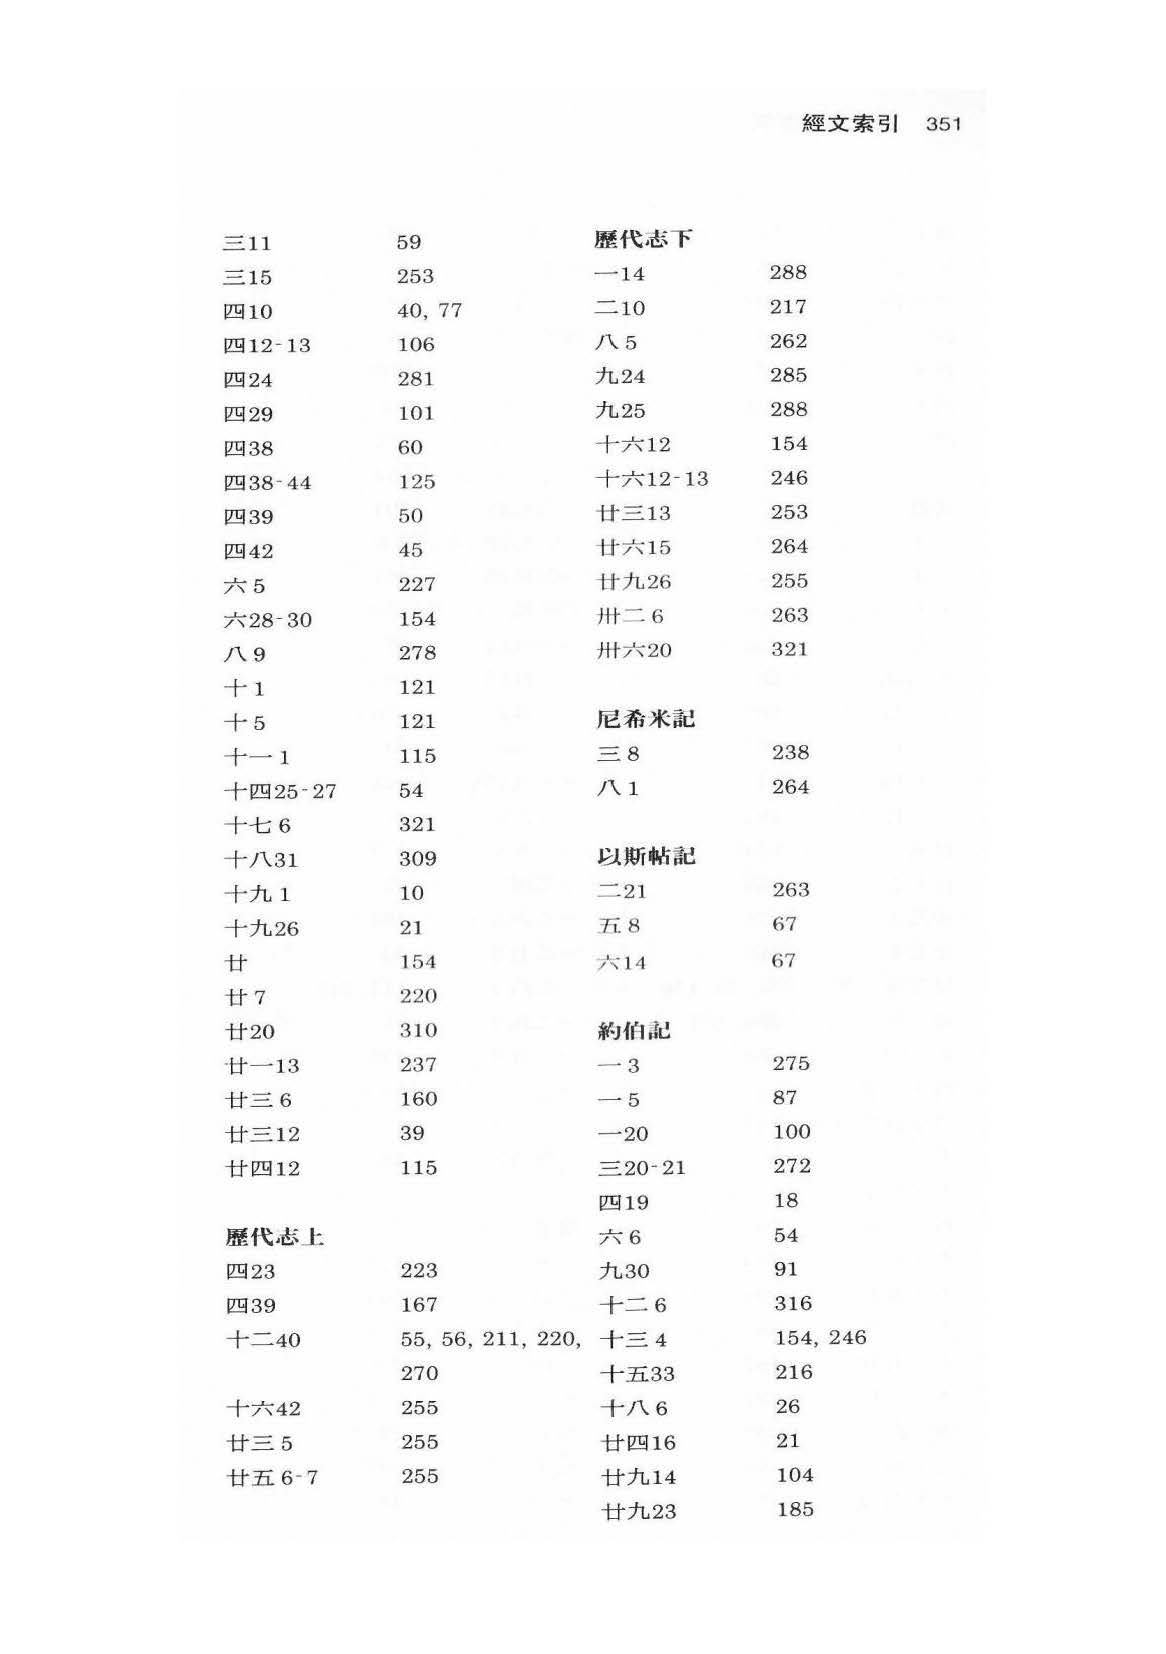 經文索引 351
三11 59
三15 253
四10 40, 77
四12-13 106
四24 281
四29 101
四38 60
四38-44 125
四39 50
四42 45
六5 227
六28-30 154
八9 278
十1 121
十5 121
十一1 115
十四25-27 54
十七6 321
十八31 309
十九1 10
十九26 21
廿 154
廿7 220
廿20 310
廿一13 237
廿三6 160
廿三12 39
廿四12 115
歷代志上
四23 223
四39 167
十二40 55, 56, 211, 220,
270
十六42 255
廿三5 255
廿五6-7 255
歷代志下
一14 288
二10 217
八5 262
九24 285
九25 288
十六12 154
十六12-13 246
廿三13 253
廿六15 264
廿九26 255
卅二6 263
卅六20 321
尼希米記
三8 238
八1 264
以斯帖記
二21 263
五8 67
六14 67
約伯記
一3 275
一5 87
一20 100
三20-21 272
四19 18
六6 54
九30 91
十二6 316
十三4 154, 246
十五33 216
十八6 26
廿四16 21
廿九14 104
廿九23 185